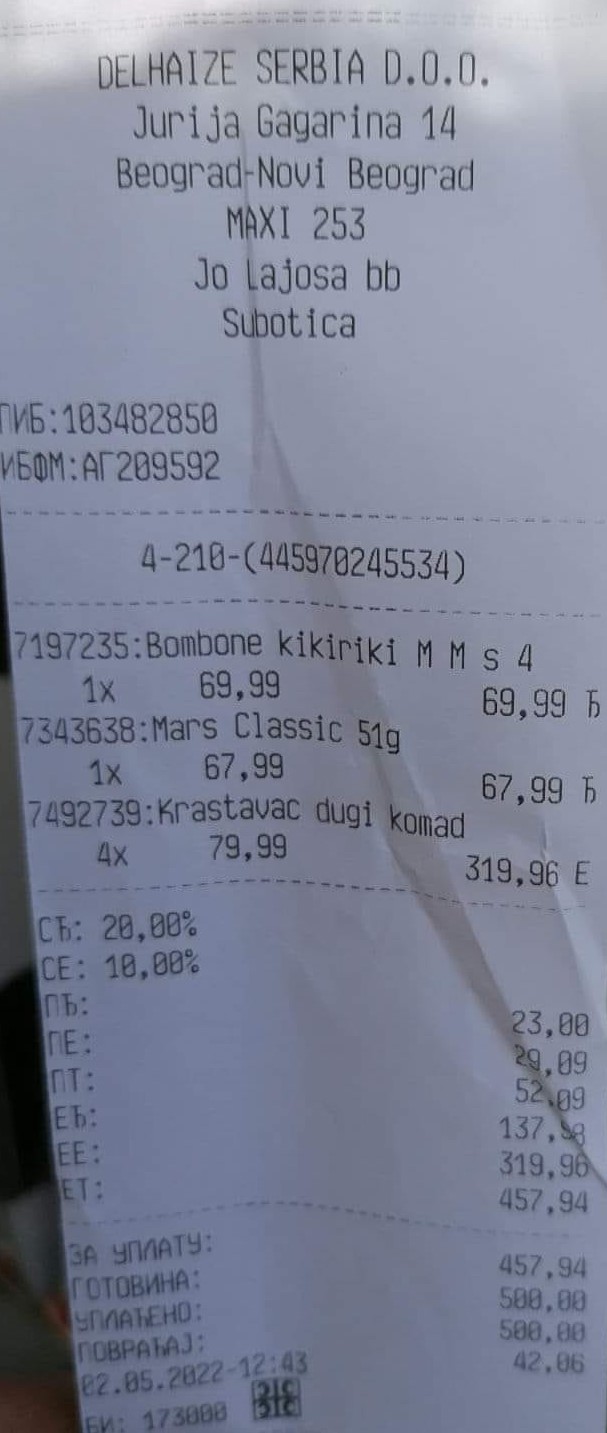 DELHAIZE SERBIA D.O.O.
Jurija Gagarina 14
Beograd-Novi Beograd
MAXI 253
Jo Lajosa bb
Subotica
ПИБ:103482850
ИБФМ:АГ209592
4-210-(445970245534)
7197235:Bombone kikiriki M M s 4
1x 69,99 69,99 Ђ
7343638:Mars Classic 51g
1x 67,99 67,99 Ђ
7492739:Krastavac dugi komad
4x 79,99 319,96 Е
СЂ: 20,00%
СЕ: 10,00%
ПЂ: 23,00
ПЕ: 29,09
ПТ: 52,09
ЕЂ: 137,98
ЕЕ: 319,96
ЕТ: 457,94
ЗА УПЛАТУ: 457,94
ГОТОВИНА: 500,00
УПЛАЋЕНО: 500,00
ПОВРАЋАЈ: 42,06
02.05.2022-12:43
БИ: 173000